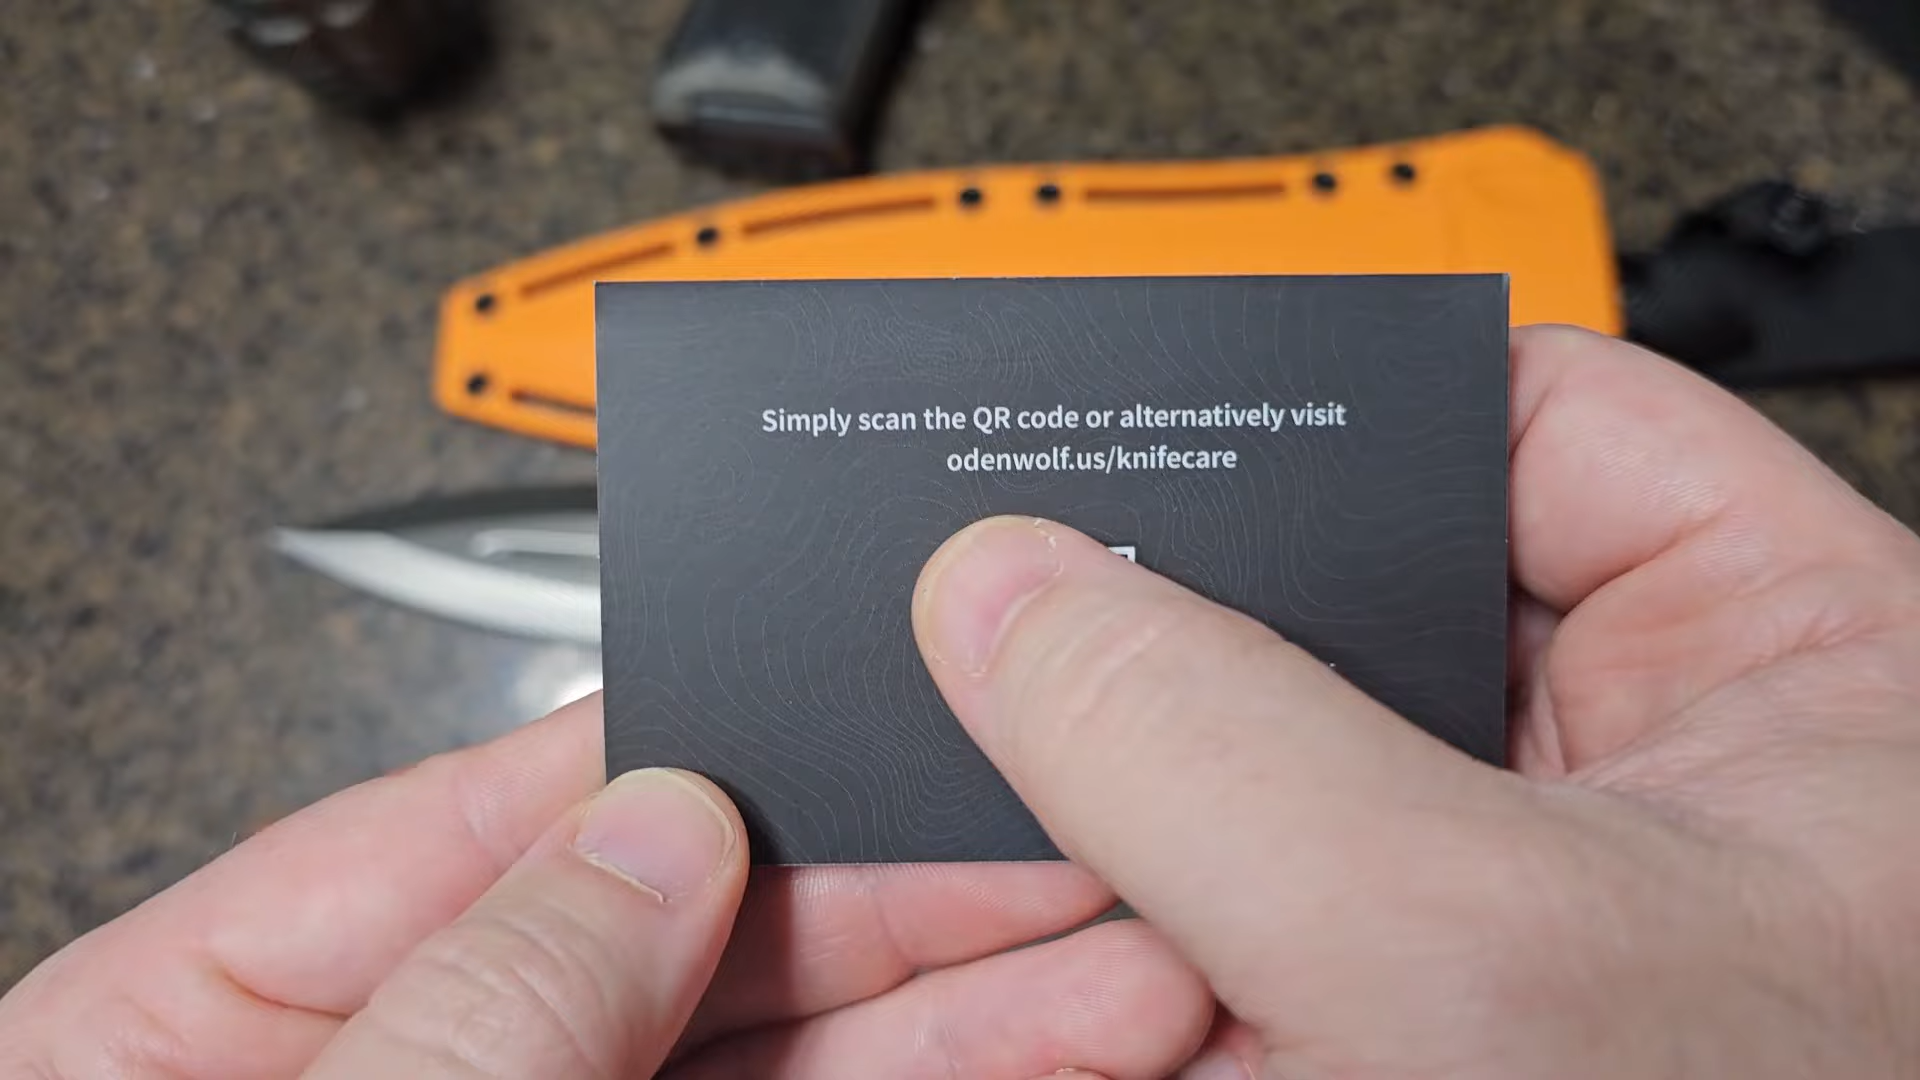 Simply scan the QR code or alternatively visit
odenwolf.us/knifecare